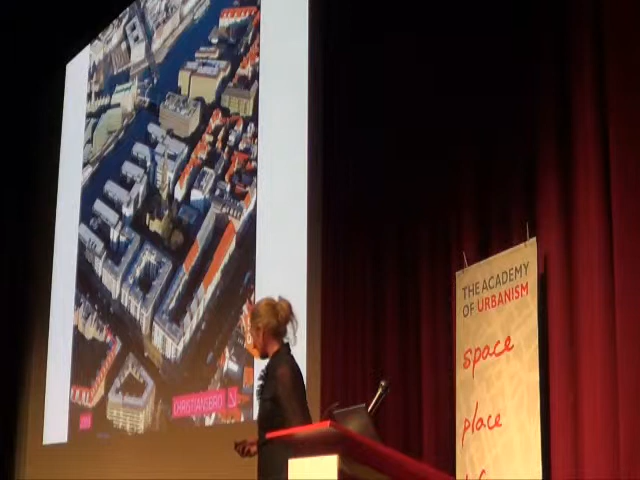 CHRISTIANSBRO
THE ACADEMY
OF URBANISM
space
place